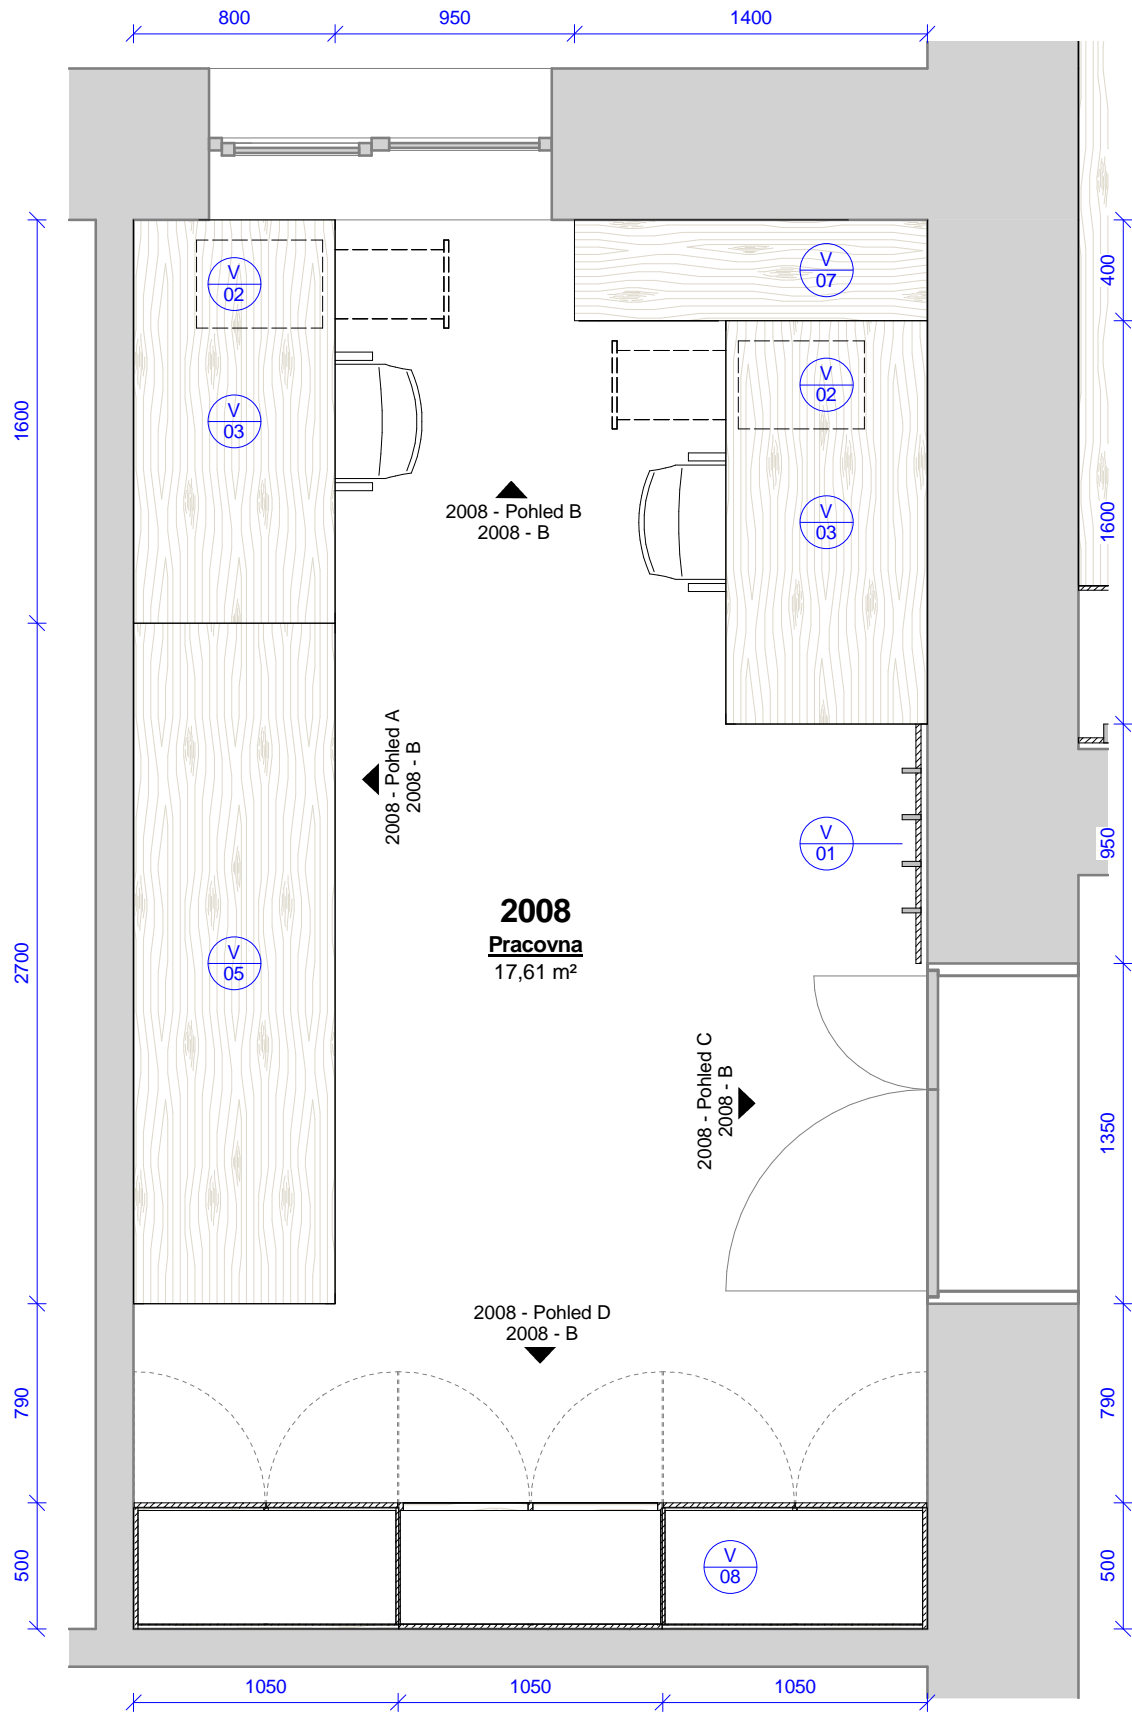 800
950
1400
V
02
V
07
400
V
02
V
03
1600
2008 - Pohled B
2008 - B
V
03
1600
2008 - Pohled A
2008 - B
V
01
950
2008
Pracovna
17,61 m²
V
05
2700
2008 - Pohled C
2008 - B
1350
2008 - Pohled D
2008 - B
790
790
V
08
500
500
1050
1050
1050